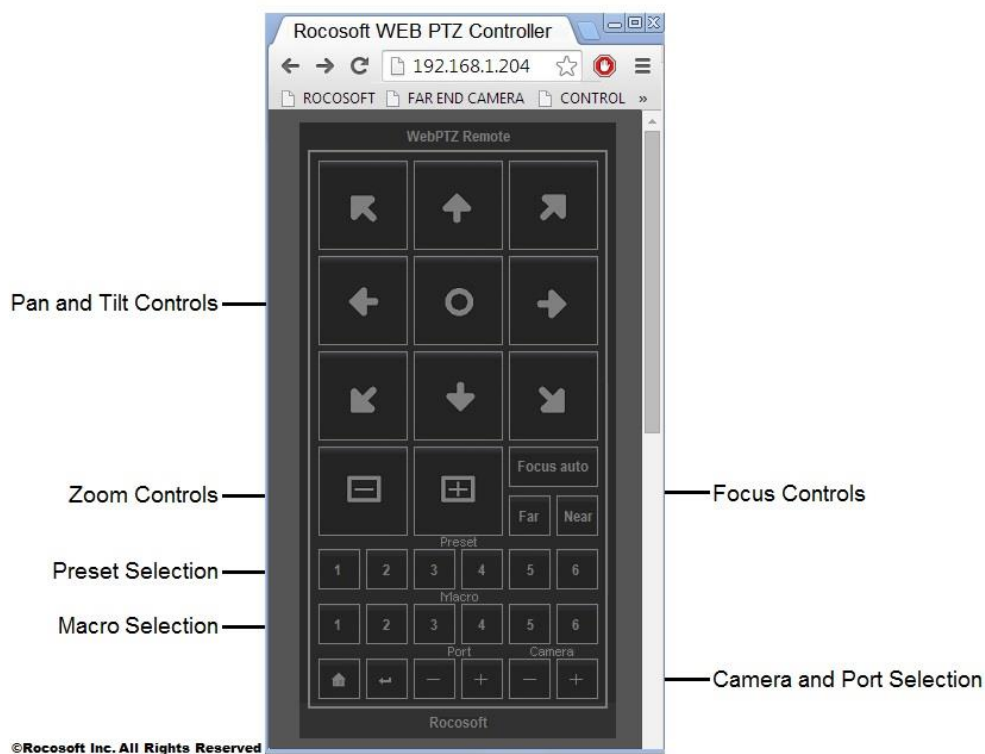 Rocosoft WEB PTZ Controller
192.168.1.204
ROCOSOFT FAR END CAMERA CONTROL »
WebPTZ Remote
Pan and Tilt Controls
Zoom Controls
Focus auto
Focus Controls
Far Near
Preset
Preset Selection
1 2 3 4 5 6
Macro
Macro Selection
1 2 3 4 5 6
Port Camera
− + − +
Camera and Port Selection
Rocosoft
©Rocosoft Inc. All Rights Reserved